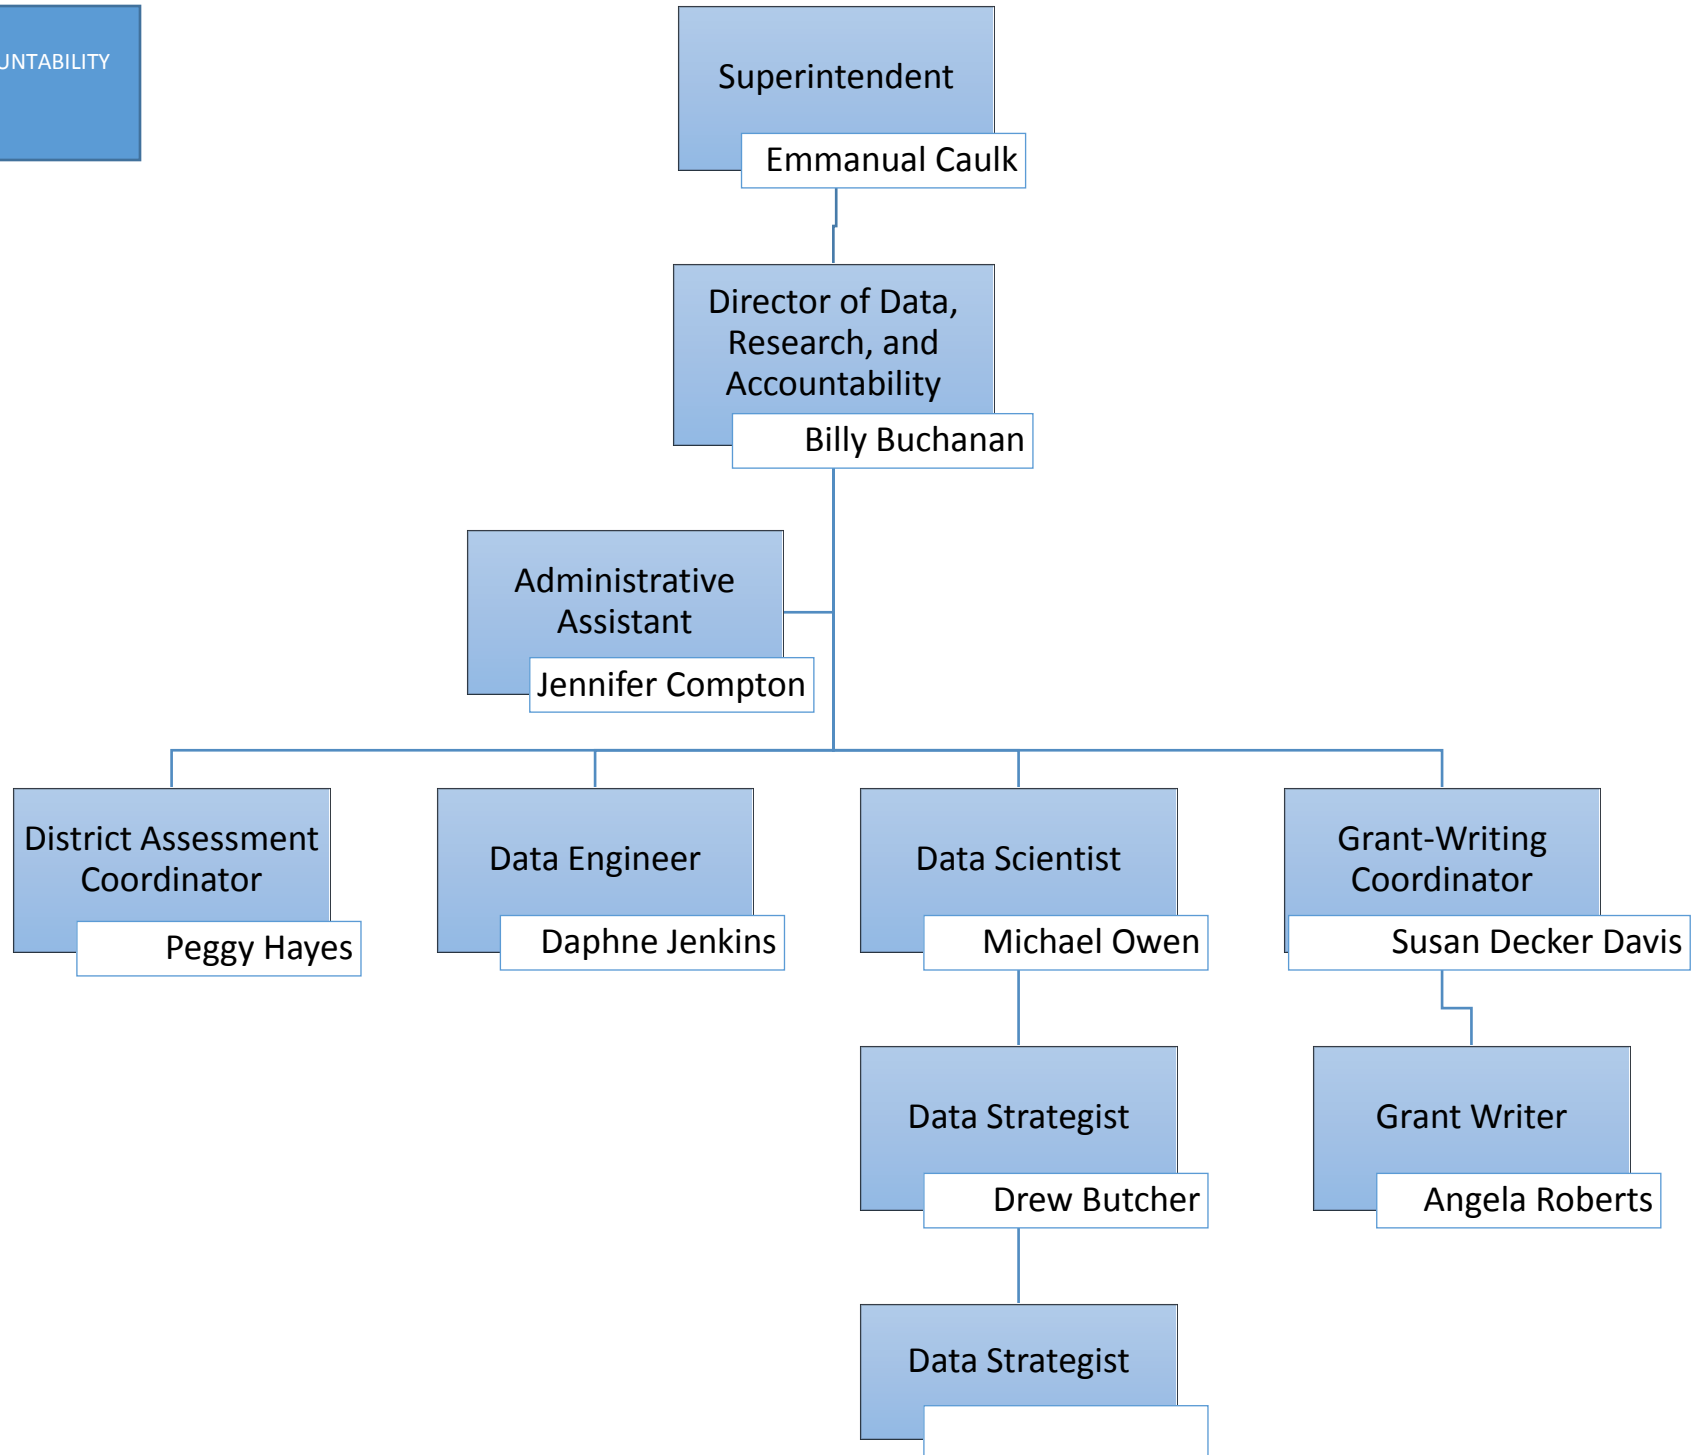 UNTABILITY
Superintendent
Emmanual Caulk
Director of Data,
Research, and
Accountability
Billy Buchanan
Administrative
Assistant
Jennifer Compton
District Assessment
Coordinator
Peggy Hayes
Data Engineer
Daphne Jenkins
Data Scientist
Michael Owen
Grant-Writing
Coordinator
Susan Decker Davis
Data Strategist
Drew Butcher
Grant Writer
Angela Roberts
Data Strategist